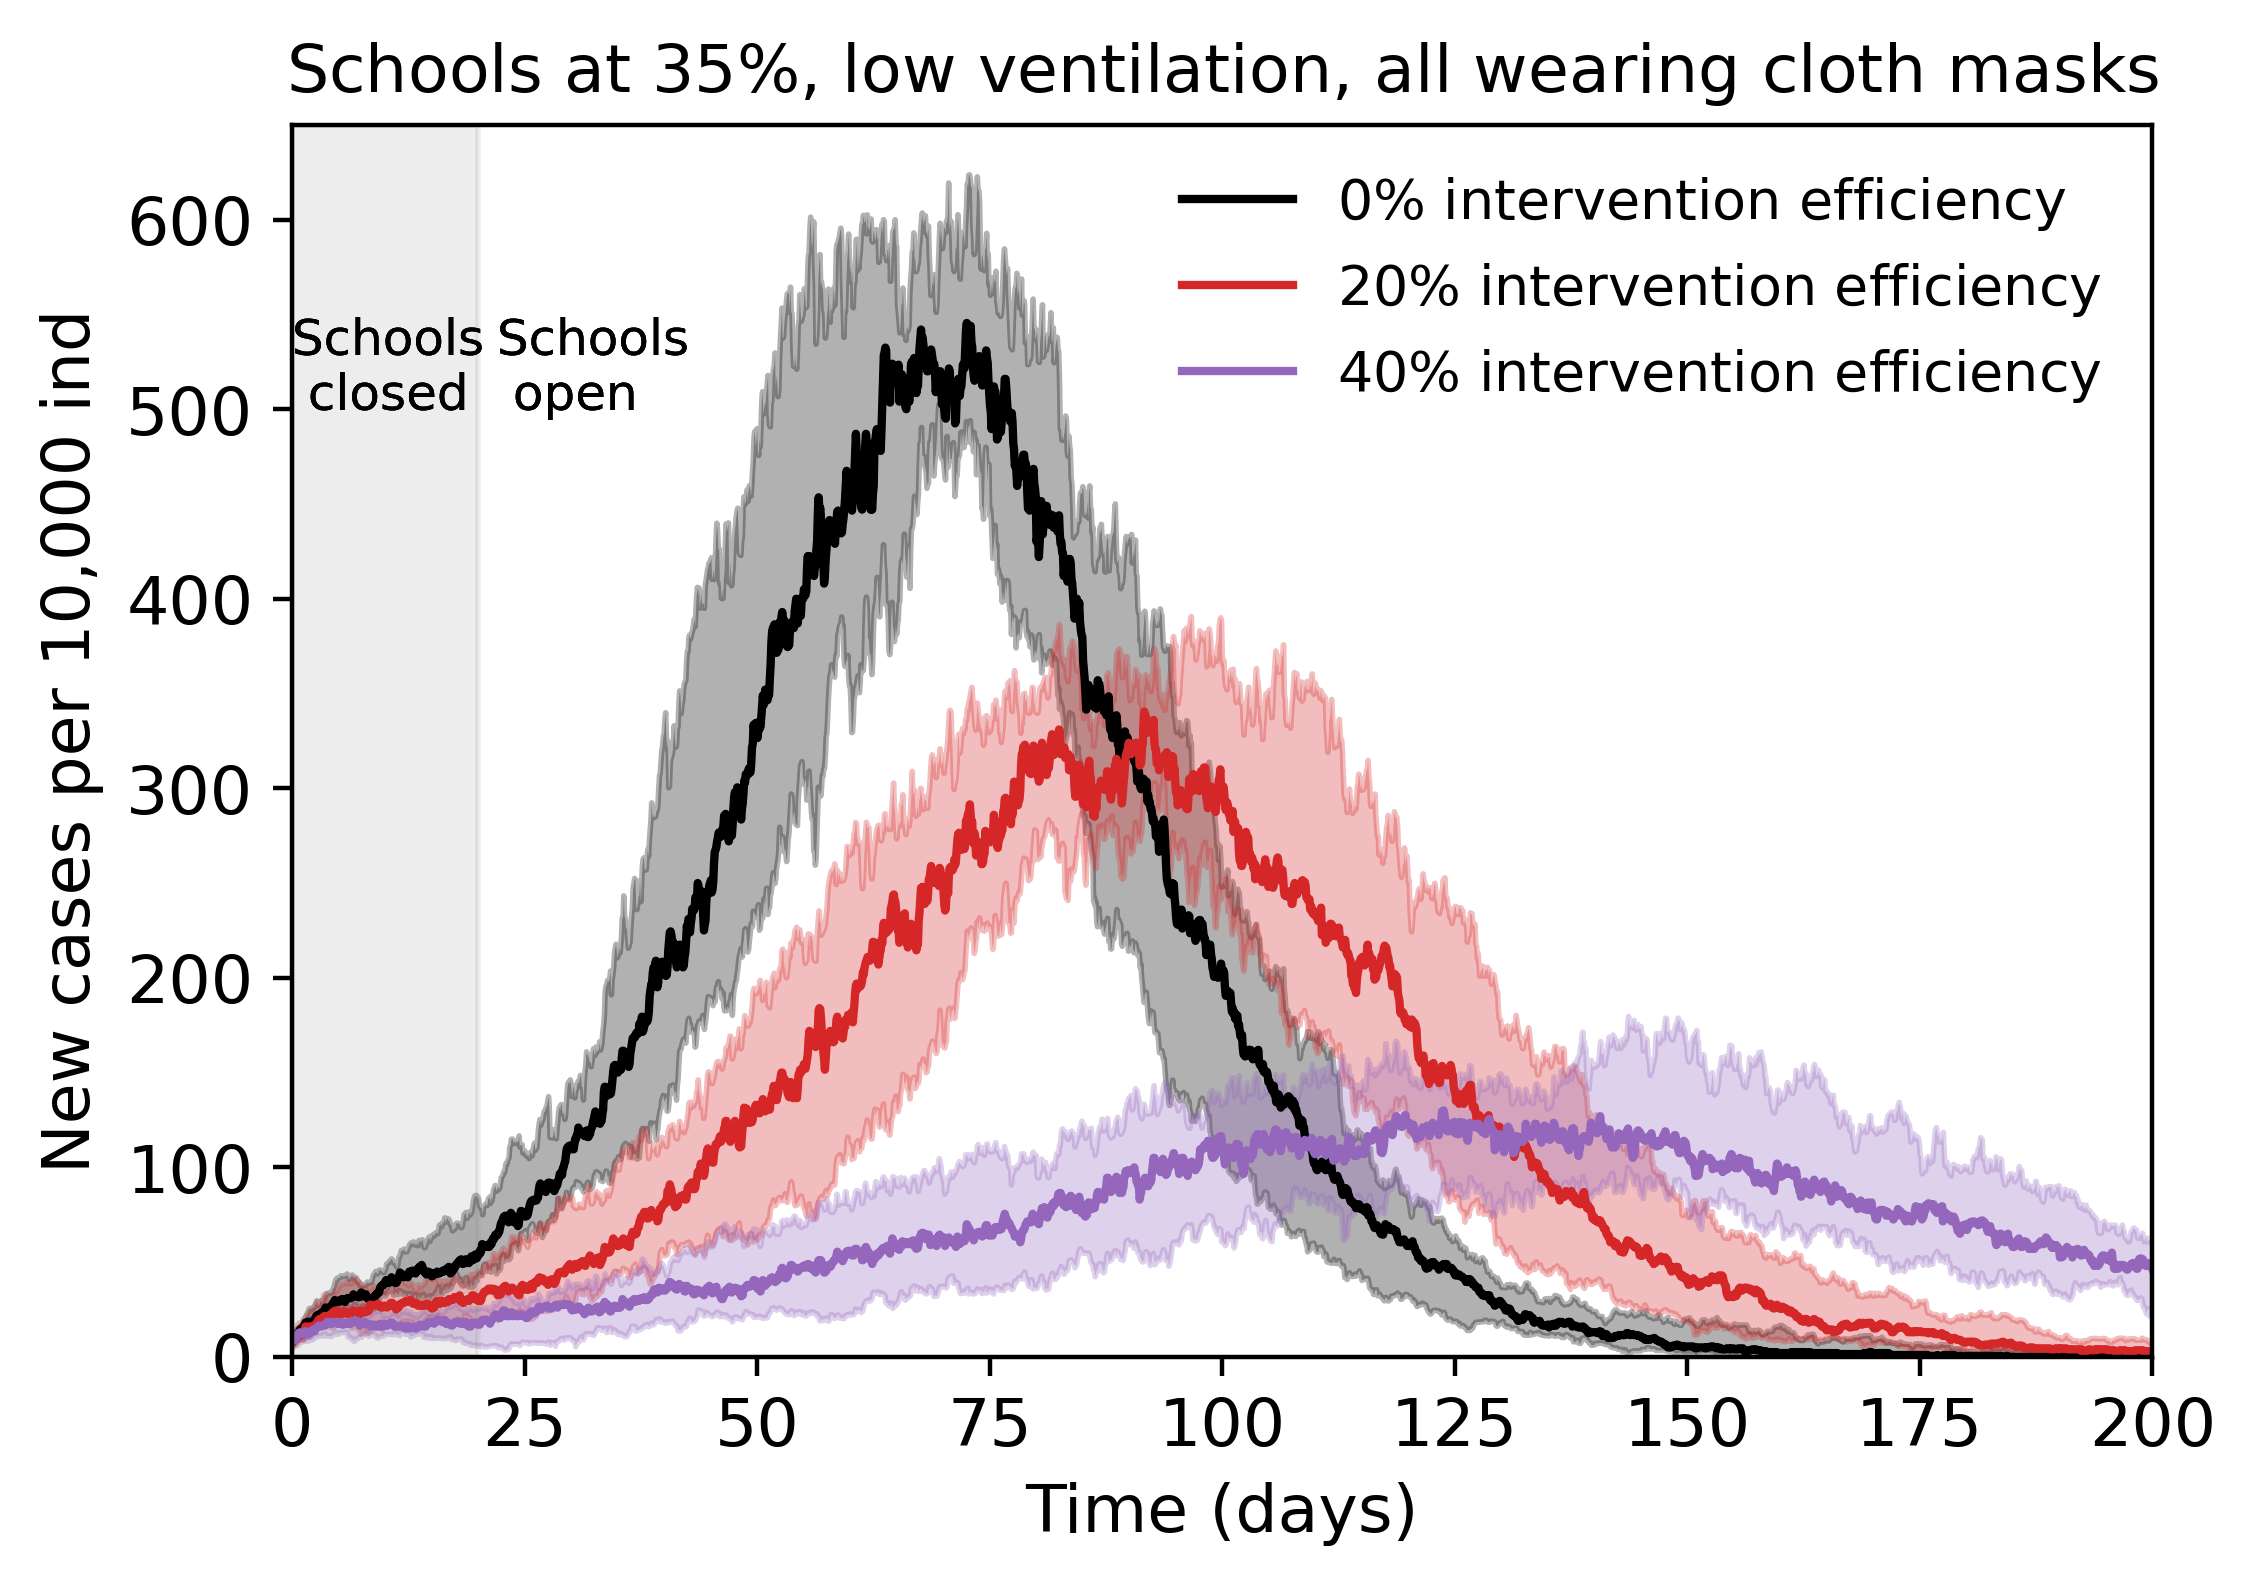 Schools at 35%, low ventilation, all wearing cloth masks
0% intervention efficiency
20% intervention efficiency
40% intervention efficiency
Schools
closed
Schools
open
New cases per 10,000 ind
600
500
400
300
200
100
0
0 25 50 75 100 125 150 175 200
Time (days)